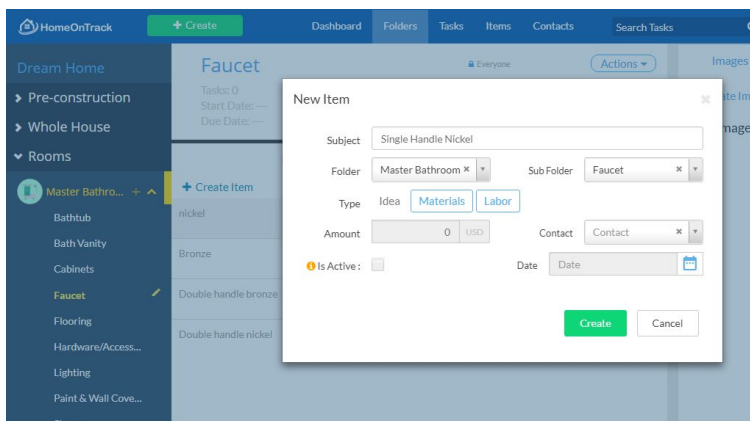 HomeOnTrack
+ Create
Dashboard
Folders
Tasks
Items
Contacts
Search Tasks
Dream Home
Pre-construction
Whole House
Rooms
Master Bathro... +
Bathtub
Bath Vanity
Cabinets
Faucet
Flooring
Hardware/Access...
Lighting
Paint & Wall Cove...
Faucet
Everyone
Actions
Tasks: 0
Start Date: ---
Due Date: ---
+ Create Item
nickel
Bronze
Double handle bronze
Double handle nickel
Images
New Item
Subject Single Handle Nickel
Folder Master Bathroom × Sub Folder Faucet ×
Type Idea Materials Labor
Amount 0 USD Contact Contact ×
Is Active : Date Date
Create Cancel